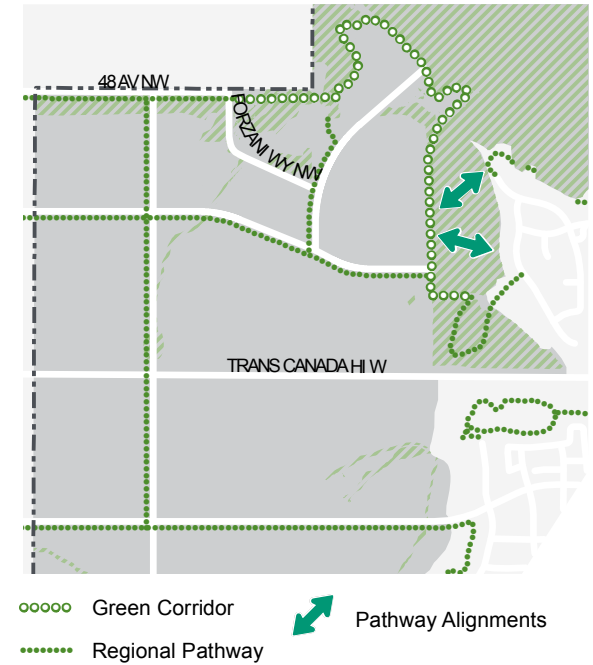 48 AV NW
FORZANI WY NW
TRANS CANADA HI W
Green Corridor
Pathway Alignments
Regional Pathway